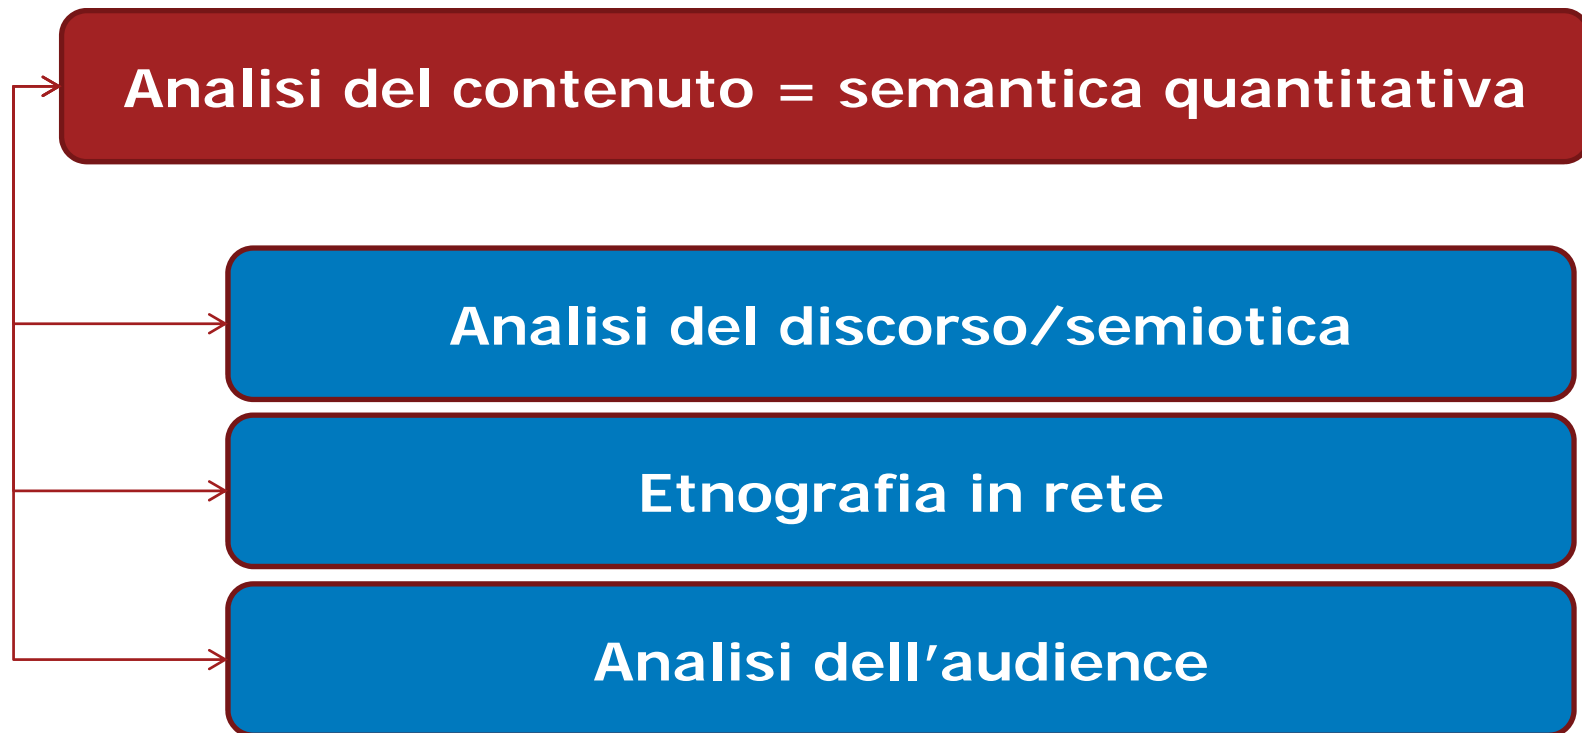 Analisi del contenuto = semantica quantitativa
Analisi del discorso/semiotica
Etnografia in rete
Analisi dell’audience